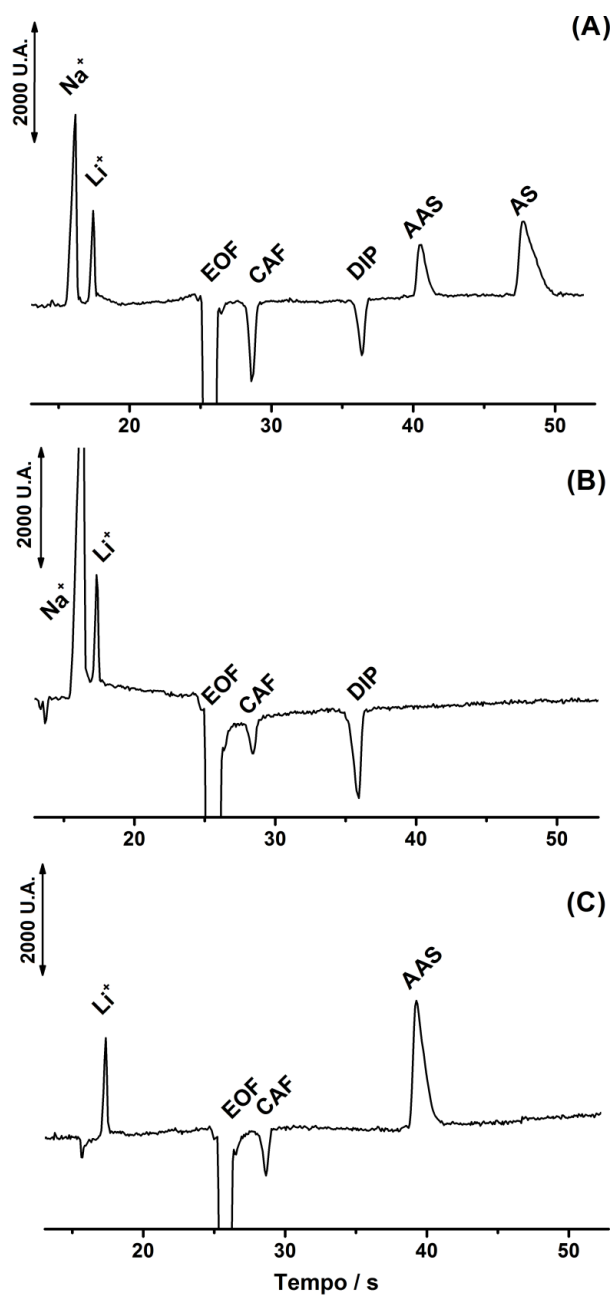 (A)
2000 U.A.
Na+
Li+
EOF
CAF
DIP
AAS
AS
20 30 40 50
(B)
2000 U.A.
Na+
Li+
EOF
CAF
DIP
20 30 40 50
(C)
2000 U.A.
Li+
EOF
CAF
AAS
20 30 40 50
Tempo / s